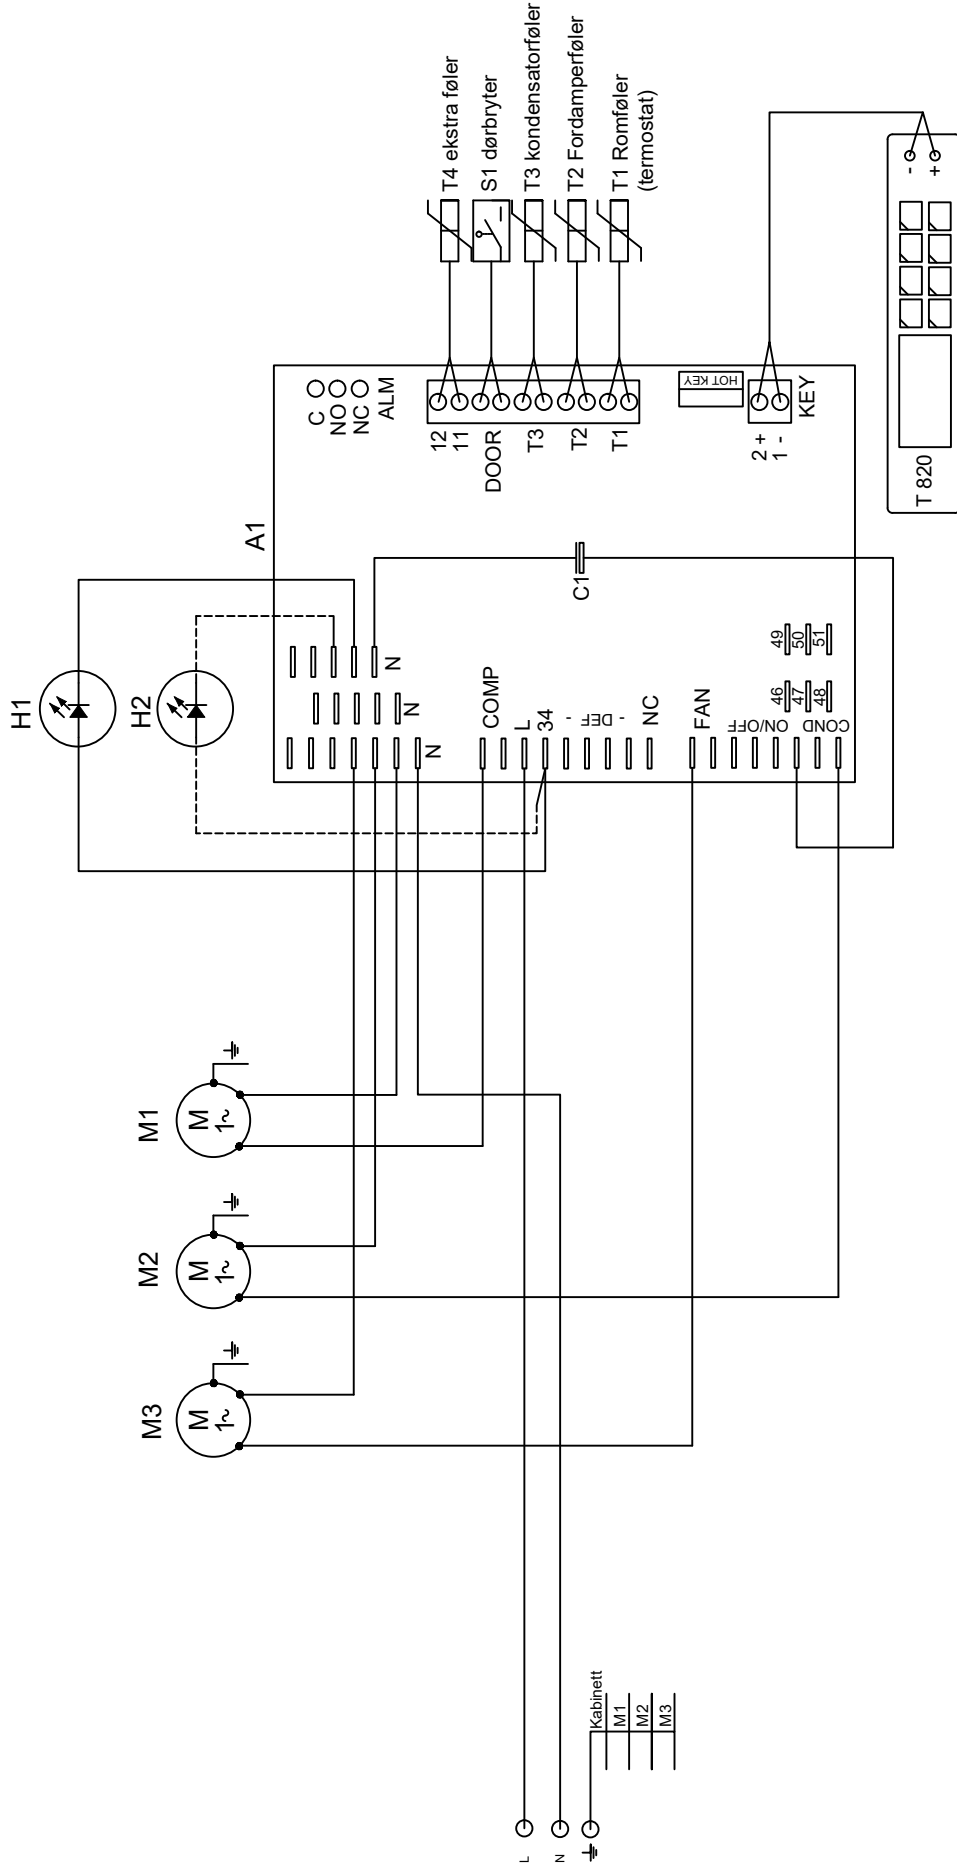 T4 ekstra føler
S1 dørbryter
T3 kondensatorføler
T2 Fordamperføler
T1 Romføler
(termostat)
-
+
T 820
H1
H2
A1
C
NO
NC
ALM
12
11
DOOR
T3
T2
T1
HOT KEY
2 +
1 -
KEY
C1
N
N
N
COMP
L
34
- DEF -
NC
FAN
ON/OFF
COND
46
47
48
49
50
51
M1
M
1~
M2
M
1~
M3
M
1~
Kabinett
M1
M2
M3
L
N